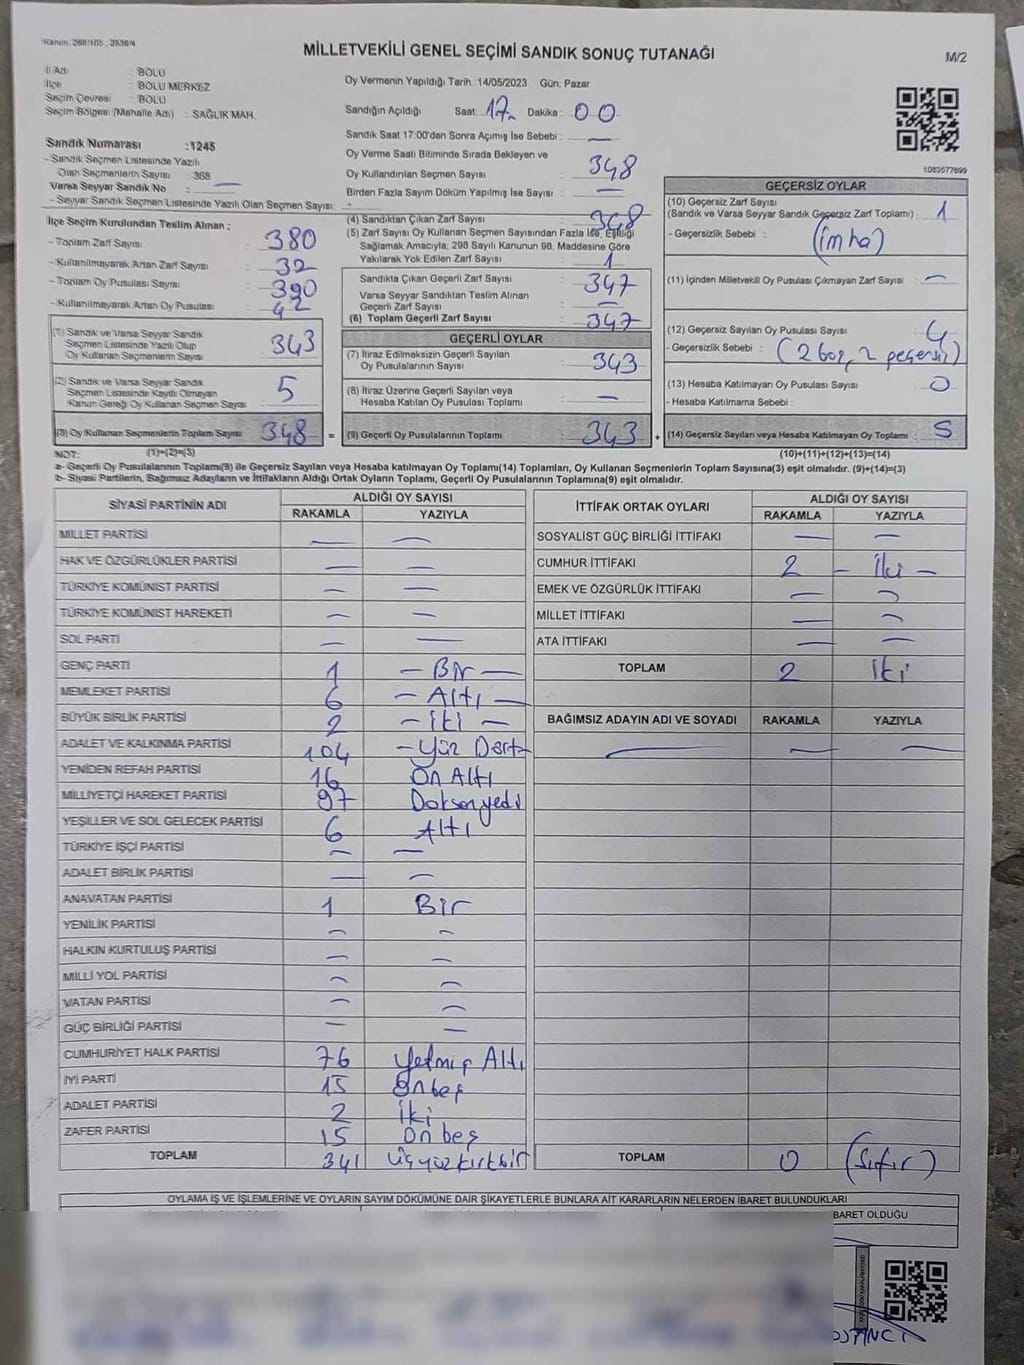 Kanun. 298/105 , 2839/4
MİLLETVEKİLİ GENEL SEÇİMİ SANDIK SONUÇ TUTANAĞI
M/2
İl Adı : BOLU
İlçe : BOLU MERKEZ
Seçim Çevresi : BOLU
Seçim Bölgesi (Mahalle Adı) : SAĞLIK MAH.
Oy Vermenin Yapıldığı Tarih :14/05/2023 Gün: Pazar
Sandığın Açıldığı Saat: 17 Dakika : 00
Sandık Saat 17:00'den Sonra Açımış İse Sebebi : —
Oy Verme Saati Bitiminde Sırada Bekleyen ve
Oy Kullandırılan Seçmen Sayısı : 348
Birden Fazla Sayım Döküm Yapılmış İse Sayısı : —
1083577699
Sandık Numarası :1245
- Sandık Seçmen Listesinde Yazılı
Olan Seçmenlerin Sayısı : 368
Varsa Seyyar Sandık No : —
- Seyyar Sandık Seçmen Listesinde Yazılı Olan Seçmen Sayısı: -
İlçe Seçim Kurulundan Teslim Alınan :
- Toplam Zarf Sayısı : 380
- Kullanılmayarak Artan Zarf Sayısı : 32
- Toplam Oy Pusulası Sayısı : 390
- Kullanılmayarak Artan Oy Pusulası : 42
(1) Sandık ve Varsa Seyyar Sandık
Seçmen Listesinde Yazılı Olup
Oy Kullanan Seçmenlerin Sayısı : 343
(2) Sandık ve Varsa Seyyar Sandık
Seçmen Listesinde Kayıtlı Olmayan
Kanun Gereği Oy Kullanan Seçmen Sayısı : 5
(3) Oy Kullanan Seçmenlerin Toplam Sayısı : 348 =
(4) Sandıktan Çıkan Zarf Sayısı : 348
(5) Zarf Sayısı Oy Kullanan Seçmen Sayısından Fazla İse, Eşitliği
Sağlamak Amacıyla; 298 Sayılı Kanunun 98. Maddesine Göre
Yakılarak Yok Edilen Zarf Sayısı : 1
Sandıkta Çıkan Geçerli Zarf Sayısı : 347
Varsa Seyyar Sandıktan Teslim Alınan
Geçerli Zarf Sayısı : —
(6) Toplam Geçerli Zarf Sayısı : 347
GEÇERLİ OYLAR
(7) İtiraz Edilmeksizin Geçerli Sayılan
Oy Pusulalarının Sayısı : 343
(8) İtiraz Üzerine Geçerli Sayılan veya
Hesaba Katılan Oy Pusulası Toplamı : —
(9) Geçerli Oy Pusulalarının Toplamı : 343 +
GEÇERSİZ OYLAR
(10) Geçersiz Zarf Sayısı
(Sandık ve Varsa Seyyar Sandık Geçersiz Zarf Toplamı) : 1
- Geçersizlik Sebebi : (imha)
(11) İçinden Milletvekili Oy Pusulası Çıkmayan Zarf Sayısı : —
(12) Geçersiz Sayılan Oy Pusulası Sayısı : 4
- Geçersizlik Sebebi : (2 boş, 2 geçersiz)
(13) Hesaba Katılmayan Oy Pusulası Sayısı : 0
- Hesaba Katılmama Sebebi :
(14) Geçersiz Sayılan veya Hesaba Katılmayan Oy Toplamı : 5
NOT: (1)+(2)=(3) (10)+(11)+(12)+(13)=(14)
a- Geçerli Oy Pusulalarının Toplamı(9) ile Geçersiz Sayılan veya Hesaba katılmayan Oy Toplamı(14) Toplamları, Oy Kullanan Seçmenlerin Toplam Sayısına(3) eşit olmalıdır. (9)+(14)=(3)
b- Siyasi Partilerin, Bağımsız Adayların ve İttifakların Aldığı Ortak Oyların Toplamı, Geçerli Oy Pusulalarının Toplamına(9) eşit olmalıdır.
SİYASİ PARTİNİN ADI ALDIĞI OY SAYISI
RAKAMLA YAZIYLA
MİLLET PARTİSİ — —
HAK VE ÖZGÜRLÜKLER PARTİSİ — —
TÜRKİYE KOMÜNİST PARTİSİ — —
TÜRKİYE KOMÜNİST HAREKETİ — —
SOL PARTİ — —
GENÇ PARTİ 1 — Bir —
MEMLEKET PARTİSİ 6 — Altı —
BÜYÜK BİRLİK PARTİSİ 2 — iki —
ADALET VE KALKINMA PARTİSİ 104 — Yüz Dört
YENİDEN REFAH PARTİSİ 16 On Altı
MİLLİYETÇİ HAREKET PARTİSİ 97 Doksanyedi
YEŞİLLER VE SOL GELECEK PARTİSİ 6 Altı
TÜRKİYE İŞÇİ PARTİSİ — —
ADALET BİRLİK PARTİSİ — —
ANAVATAN PARTİSİ 1 Bir
YENİLİK PARTİSİ — —
HALKIN KURTULUŞ PARTİSİ — —
MİLLİ YOL PARTİSİ — —
VATAN PARTİSİ — —
GÜÇ BİRLİĞİ PARTİSİ — —
CUMHURİYET HALK PARTİSİ 76 Yetmiş Altı
İYİ PARTİ 15 Onbeş
ADALET PARTİSİ 2 İki
ZAFER PARTİSİ 15 Onbeş
TOPLAM 341 Üçyüzkırkbir
İTTİFAK ORTAK OYLARI ALDIĞI OY SAYISI
RAKAMLA YAZIYLA
SOSYALİST GÜÇ BİRLİĞİ İTTİFAKI — —
CUMHUR İTTİFAKI 2 — İki —
EMEK VE ÖZGÜRLÜK İTTİFAKI — —
MİLLET İTTİFAKI — —
ATA İTTİFAKI — —
TOPLAM 2 İki
BAĞIMSIZ ADAYIN ADI VE SOYADI RAKAMLA YAZIYLA
— — —
TOPLAM 0 (Sıfır)
OYLAMA İŞ VE İŞLEMLERİNE VE OYLARIN SAYIM DÖKÜMÜNE DAİR ŞİKAYETLERLE BUNLARA AİT KARARLARIN NELERDEN İBARET BULUNDUKLARI
BARET OLDUĞU